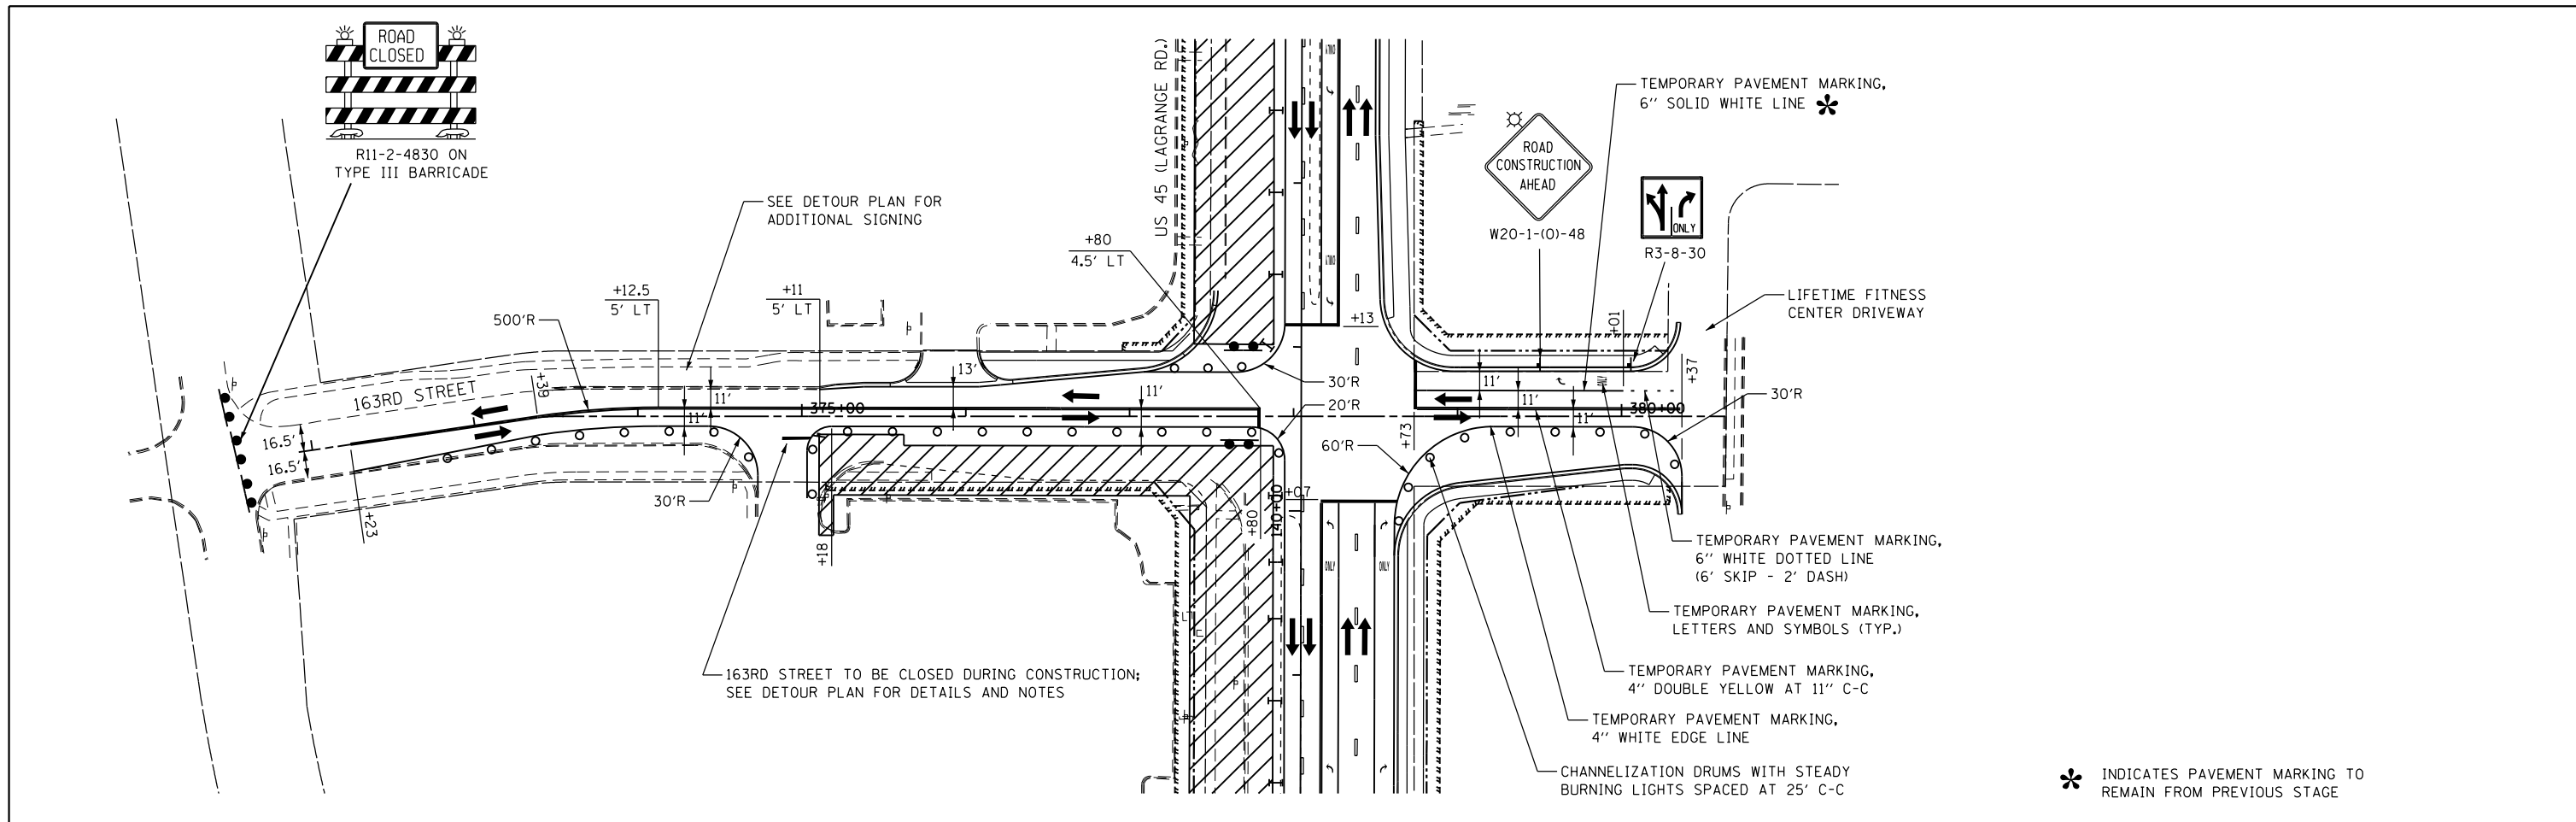 ROAD
CLOSED
R11-2-4830 ON
TYPE III BARRICADE
SEE DETOUR PLAN FOR
ADDITIONAL SIGNING
US 45 (LAGRANGE RD.)
ONLY
ONLY
TEMPORARY PAVEMENT MARKING,
6'' SOLID WHITE LINE *
ROAD
CONSTRUCTION
AHEAD
W20-1-(O)-48
ONLY
R3-8-30
LIFETIME FITNESS
CENTER DRIVEWAY
+80
4.5' LT
+12.5
5' LT
+11
5' LT
500'R
+13
+01
+37
163RD STREET
+39
13'
11'
11'
375+00
11'
30'R
20'R
11'
11'
11'
380+00
30'R
16.5'
16.5'
+23
30'R
+18
+80
140+00
+07
60'R
+73
ONLY
ONLY
163RD STREET TO BE CLOSED DURING CONSTRUCTION;
SEE DETOUR PLAN FOR DETAILS AND NOTES
TEMPORARY PAVEMENT MARKING,
6'' WHITE DOTTED LINE
(6' SKIP - 2' DASH)
TEMPORARY PAVEMENT MARKING,
LETTERS AND SYMBOLS (TYP.)
TEMPORARY PAVEMENT MARKING,
4'' DOUBLE YELLOW AT 11'' C-C
TEMPORARY PAVEMENT MARKING,
4'' WHITE EDGE LINE
CHANNELIZATION DRUMS WITH STEADY
BURNING LIGHTS SPACED AT 25' C-C
* INDICATES PAVEMENT MARKING TO
REMAIN FROM PREVIOUS STAGE